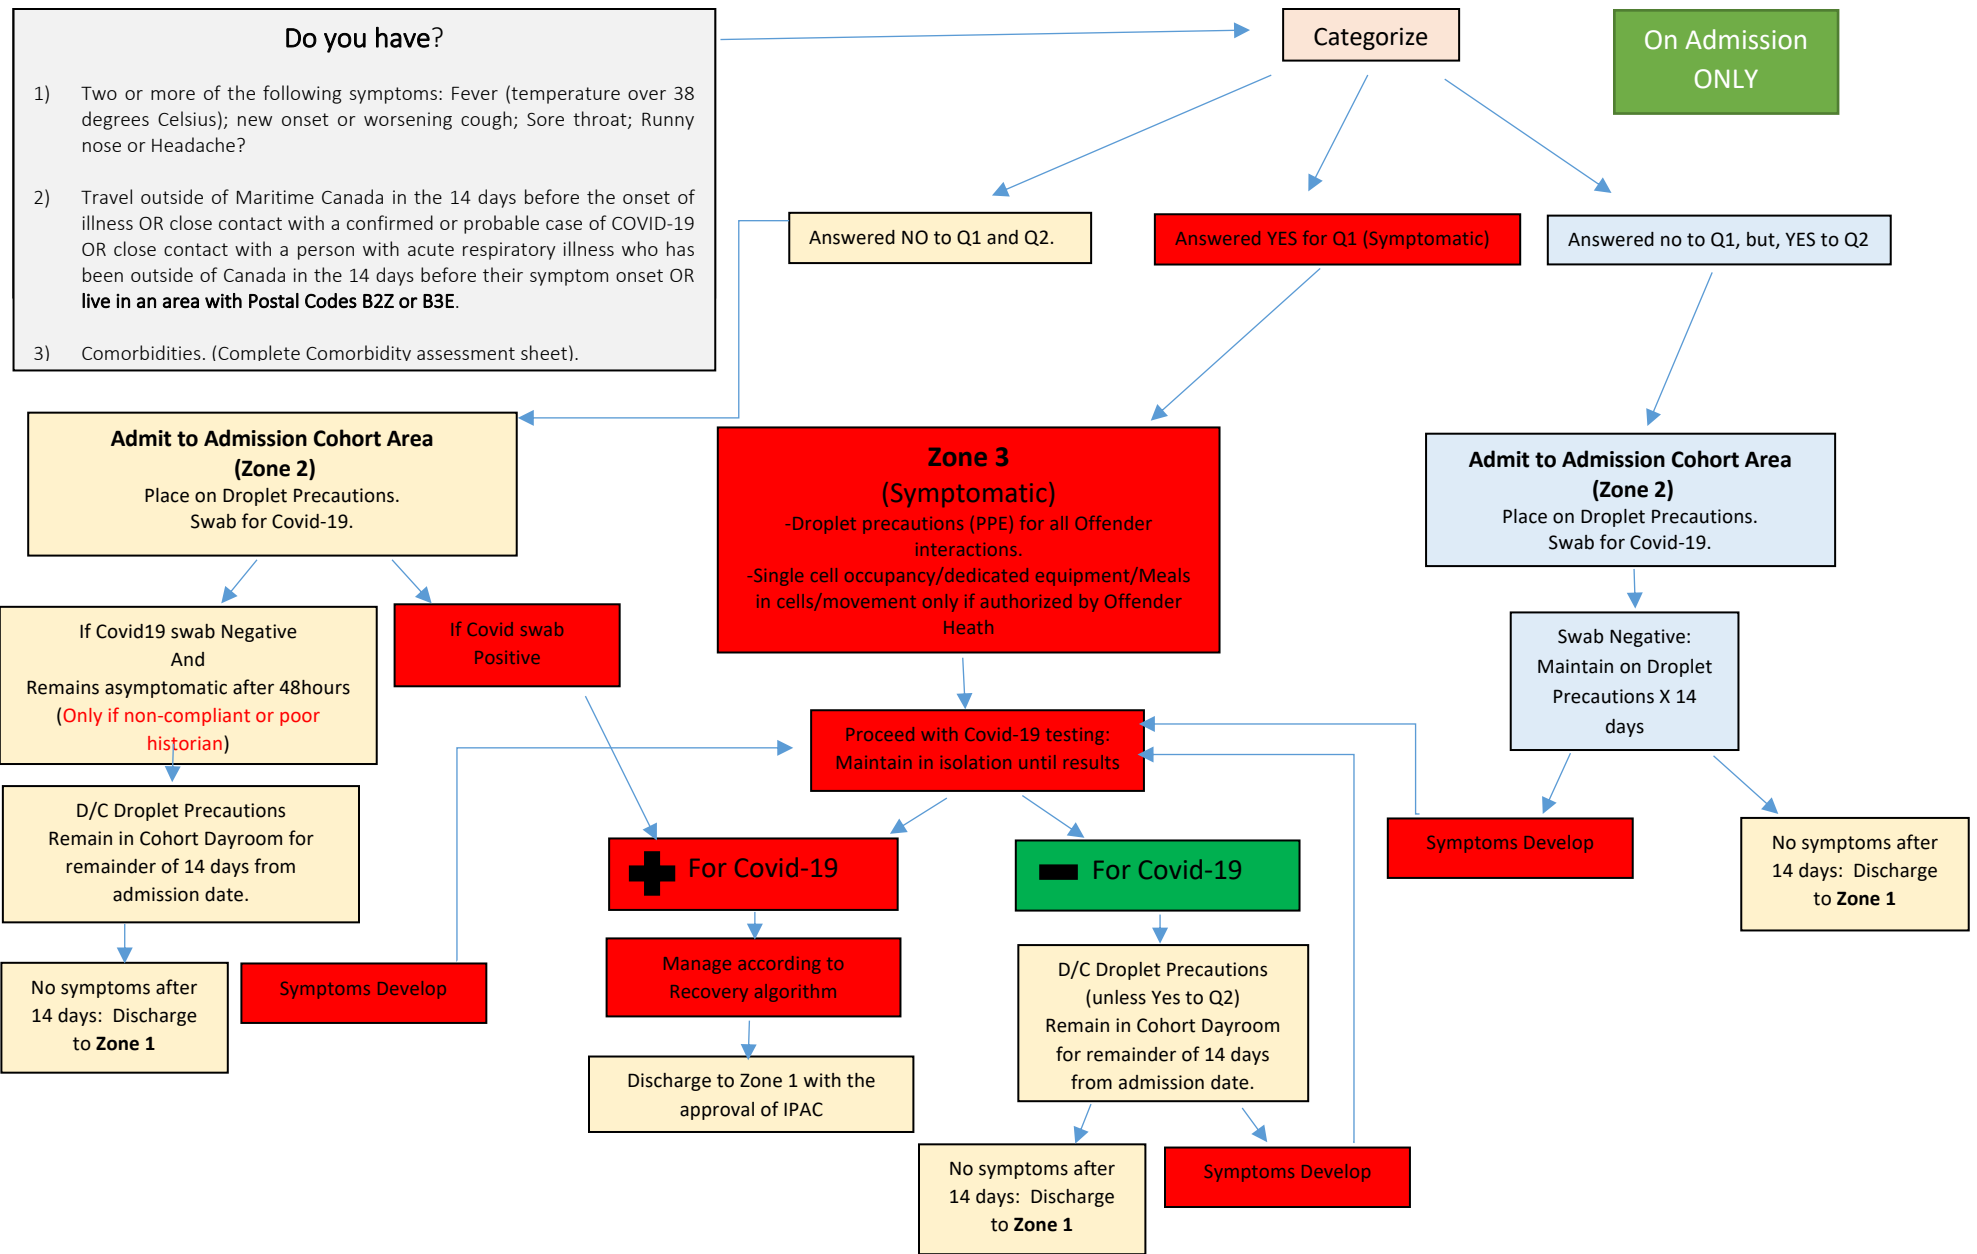 Do you have?
1) Two or more of the following symptoms: Fever (temperature over 38
degrees Celsius); new onset or worsening cough; Sore throat; Runny
nose or Headache?
2) Travel outside of Maritime Canada in the 14 days before the onset of
illness OR close contact with a confirmed or probable case of COVID-19
OR close contact with a person with acute respiratory illness who has
been outside of Canada in the 14 days before their symptom onset OR
live in an area with Postal Codes B2Z or B3E.
3) Comorbidities. (Complete Comorbidity assessment sheet).
Categorize
On Admission
ONLY
Answered NO to Q1 and Q2.
Answered YES for Q1 (Symptomatic)
Answered no to Q1, but, YES to Q2
Admit to Admission Cohort Area
(Zone 2)
Place on Droplet Precautions.
Swab for Covid-19.
Zone 3
(Symptomatic)
-Droplet precautions (PPE) for all Offender
interactions.
-Single cell occupancy/dedicated equipment/Meals
in cells/movement only if authorized by Offender
Heath
Admit to Admission Cohort Area
(Zone 2)
Place on Droplet Precautions.
Swab for Covid-19.
If Covid19 swab Negative
And
Remains asymptomatic after 48hours
(Only if non-compliant or poor
historian)
If Covid swab
Positive
Swab Negative:
Maintain on Droplet
Precautions X 14
days
Proceed with Covid-19 testing:
Maintain in isolation until results
D/C Droplet Precautions
Remain in Cohort Dayroom for
remainder of 14 days from
admission date.
For Covid-19
For Covid-19
Symptoms Develop
No symptoms after
14 days: Discharge
to Zone 1
No symptoms after
14 days: Discharge
to Zone 1
Symptoms Develop
Manage according to
Recovery algorithm
D/C Droplet Precautions
(unless Yes to Q2)
Remain in Cohort Dayroom
for remainder of 14 days
from admission date.
Discharge to Zone 1 with the
approval of IPAC
No symptoms after
14 days: Discharge
to Zone 1
Symptoms Develop